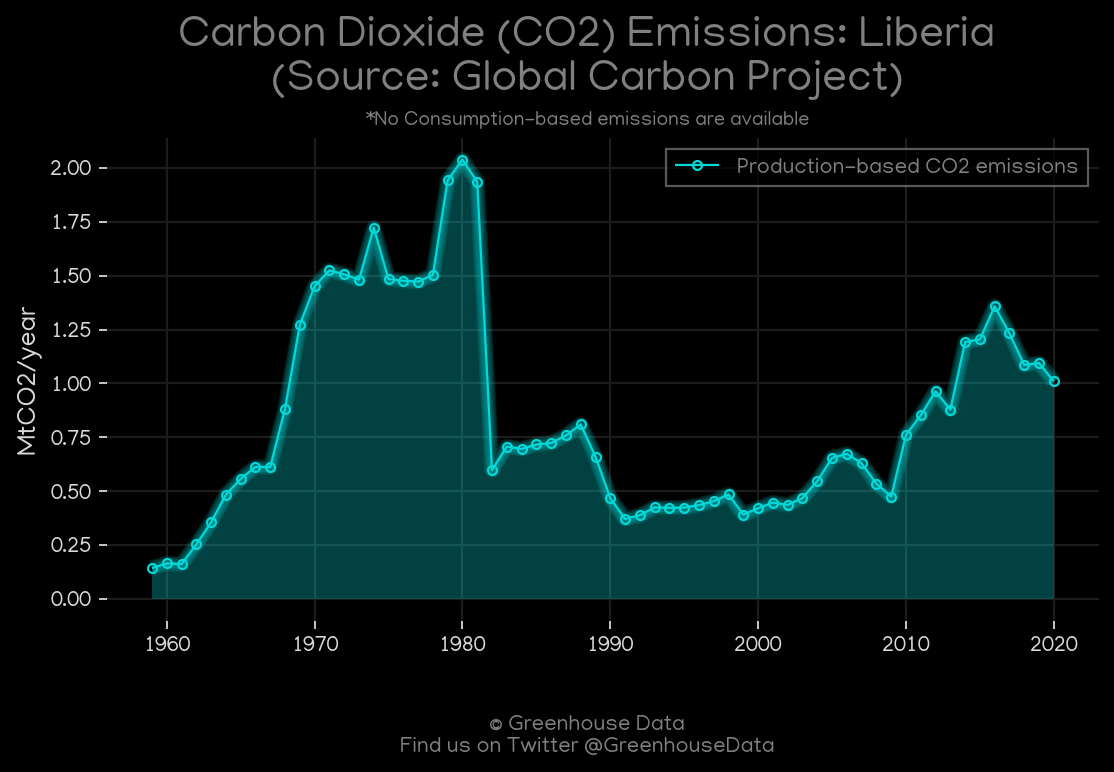 Carbon Dioxide (CO2) Emissions: Liberia
(Source: Global Carbon Project)
*No Consumption-based emissions are available
Production-based CO2 emissions
MtCO2/year
2.00
1.75
1.50
1.25
1.00
0.75
0.50
0.25
0.00
1960 1970 1980 1990 2000 2010 2020
© Greenhouse Data
Find us on Twitter @GreenhouseData